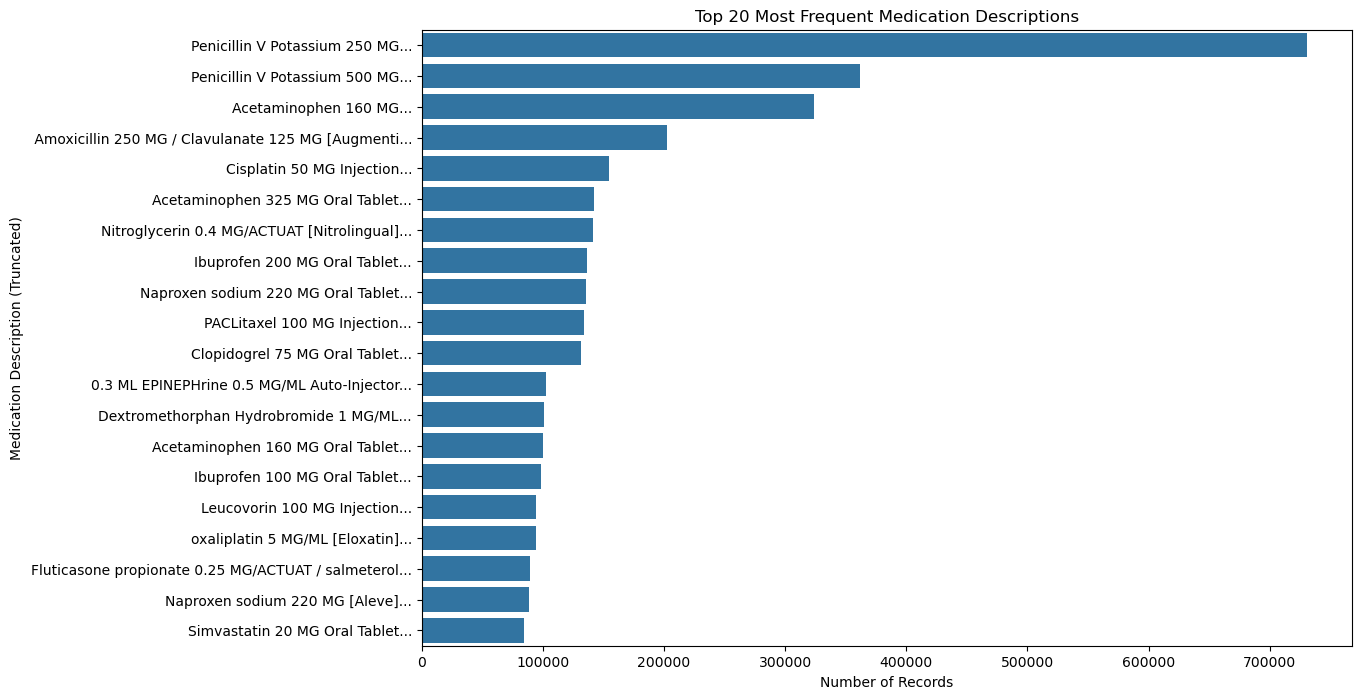 Top 20 Most Frequent Medication Descriptions
Medication Description (Truncated)
Penicillin V Potassium 250 MG...
Penicillin V Potassium 500 MG...
Acetaminophen 160 MG...
Amoxicillin 250 MG / Clavulanate 125 MG [Augmenti...
Cisplatin 50 MG Injection...
Acetaminophen 325 MG Oral Tablet...
Nitroglycerin 0.4 MG/ACTUAT [Nitrolingual]...
Ibuprofen 200 MG Oral Tablet...
Naproxen sodium 220 MG Oral Tablet...
PACLitaxel 100 MG Injection...
Clopidogrel 75 MG Oral Tablet...
0.3 ML EPINEPHrine 0.5 MG/ML Auto-Injector...
Dextromethorphan Hydrobromide 1 MG/ML...
Acetaminophen 160 MG Oral Tablet...
Ibuprofen 100 MG Oral Tablet...
Leucovorin 100 MG Injection...
oxaliplatin 5 MG/ML [Eloxatin]...
Fluticasone propionate 0.25 MG/ACTUAT / salmeterol...
Naproxen sodium 220 MG [Aleve]...
Simvastatin 20 MG Oral Tablet...
0 100000 200000 300000 400000 500000 600000 700000
Number of Records